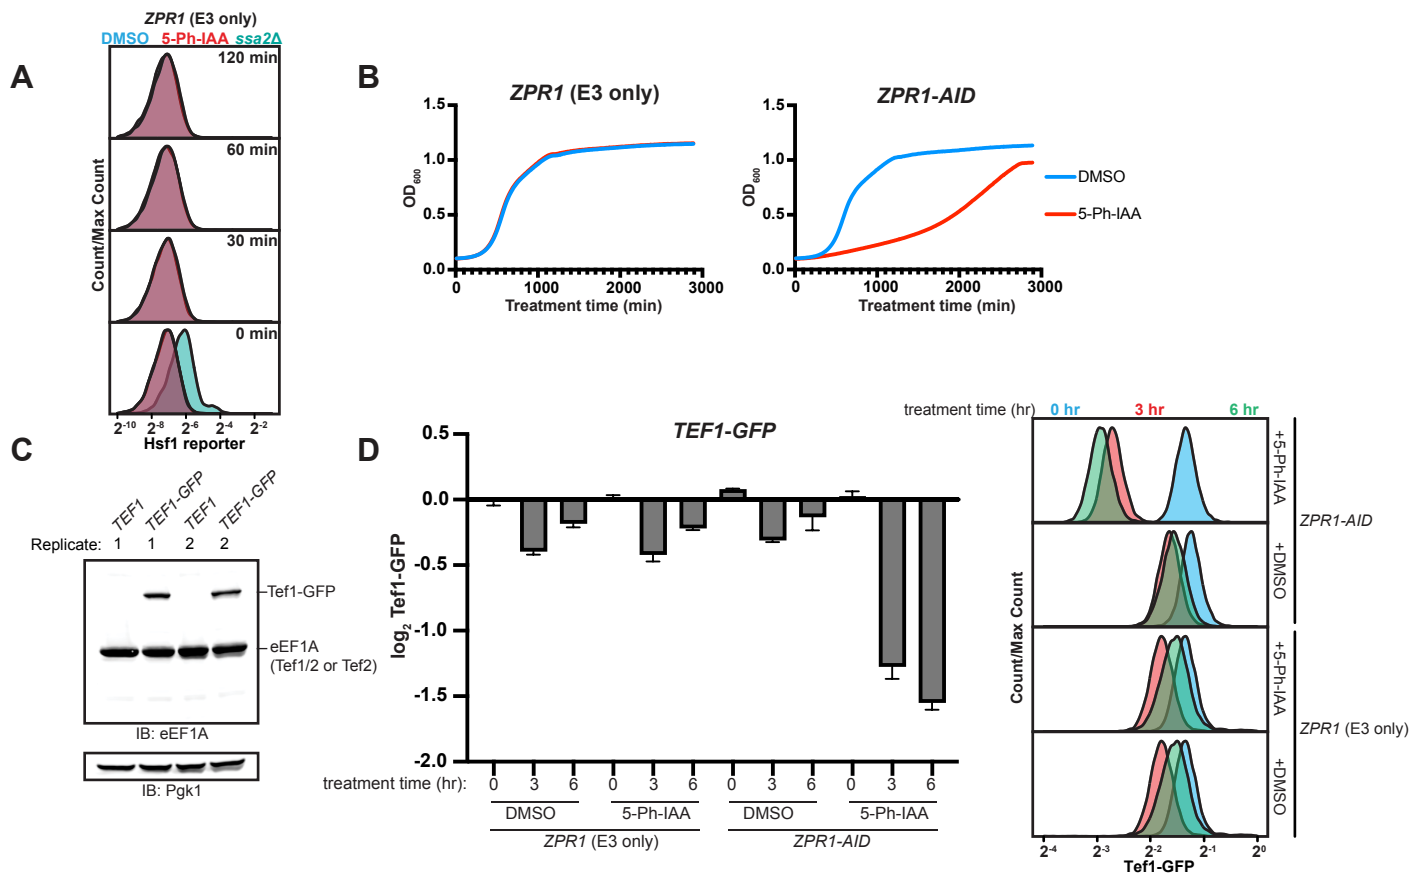 A
ZPR1 (E3 only)
DMSO 5-Ph-IAA ssa2Δ
120 min
60 min
30 min
0 min
Count/Max Count
2-10 2-8 2-6 2-4 2-2
Hsf1 reporter
B
ZPR1 (E3 only)
1.5
1.0
0.5
0.0
OD600
0 1000 2000 3000
Treatment time (min)
ZPR1-AID
1.5
1.0
0.5
0.0
OD600
0 1000 2000 3000
Treatment time (min)
DMSO
5-Ph-IAA
C
TEF1 TEF1-GFP TEF1 TEF1-GFP
Replicate: 1 1 2 2
Tef1-GFP
eEF1A
(Tef1/2 or Tef2)
IB: eEF1A
IB: Pgk1
D
TEF1-GFP
0.5
0.0
-0.5
-1.0
-1.5
-2.0
log2 Tef1-GFP
treatment time (hr): 0 3 6 0 3 6 0 3 6 0 3 6
DMSO 5-Ph-IAA DMSO 5-Ph-IAA
ZPR1 (E3 only) ZPR1-AID
treatment time (hr) 0 hr 3 hr 6 hr
+5-Ph-IAA
+DMSO
ZPR1-AID
+5-Ph-IAA
+DMSO
ZPR1 (E3 only)
Count/Max Count
2-4 2-3 2-2 2-1 20
Tef1-GFP